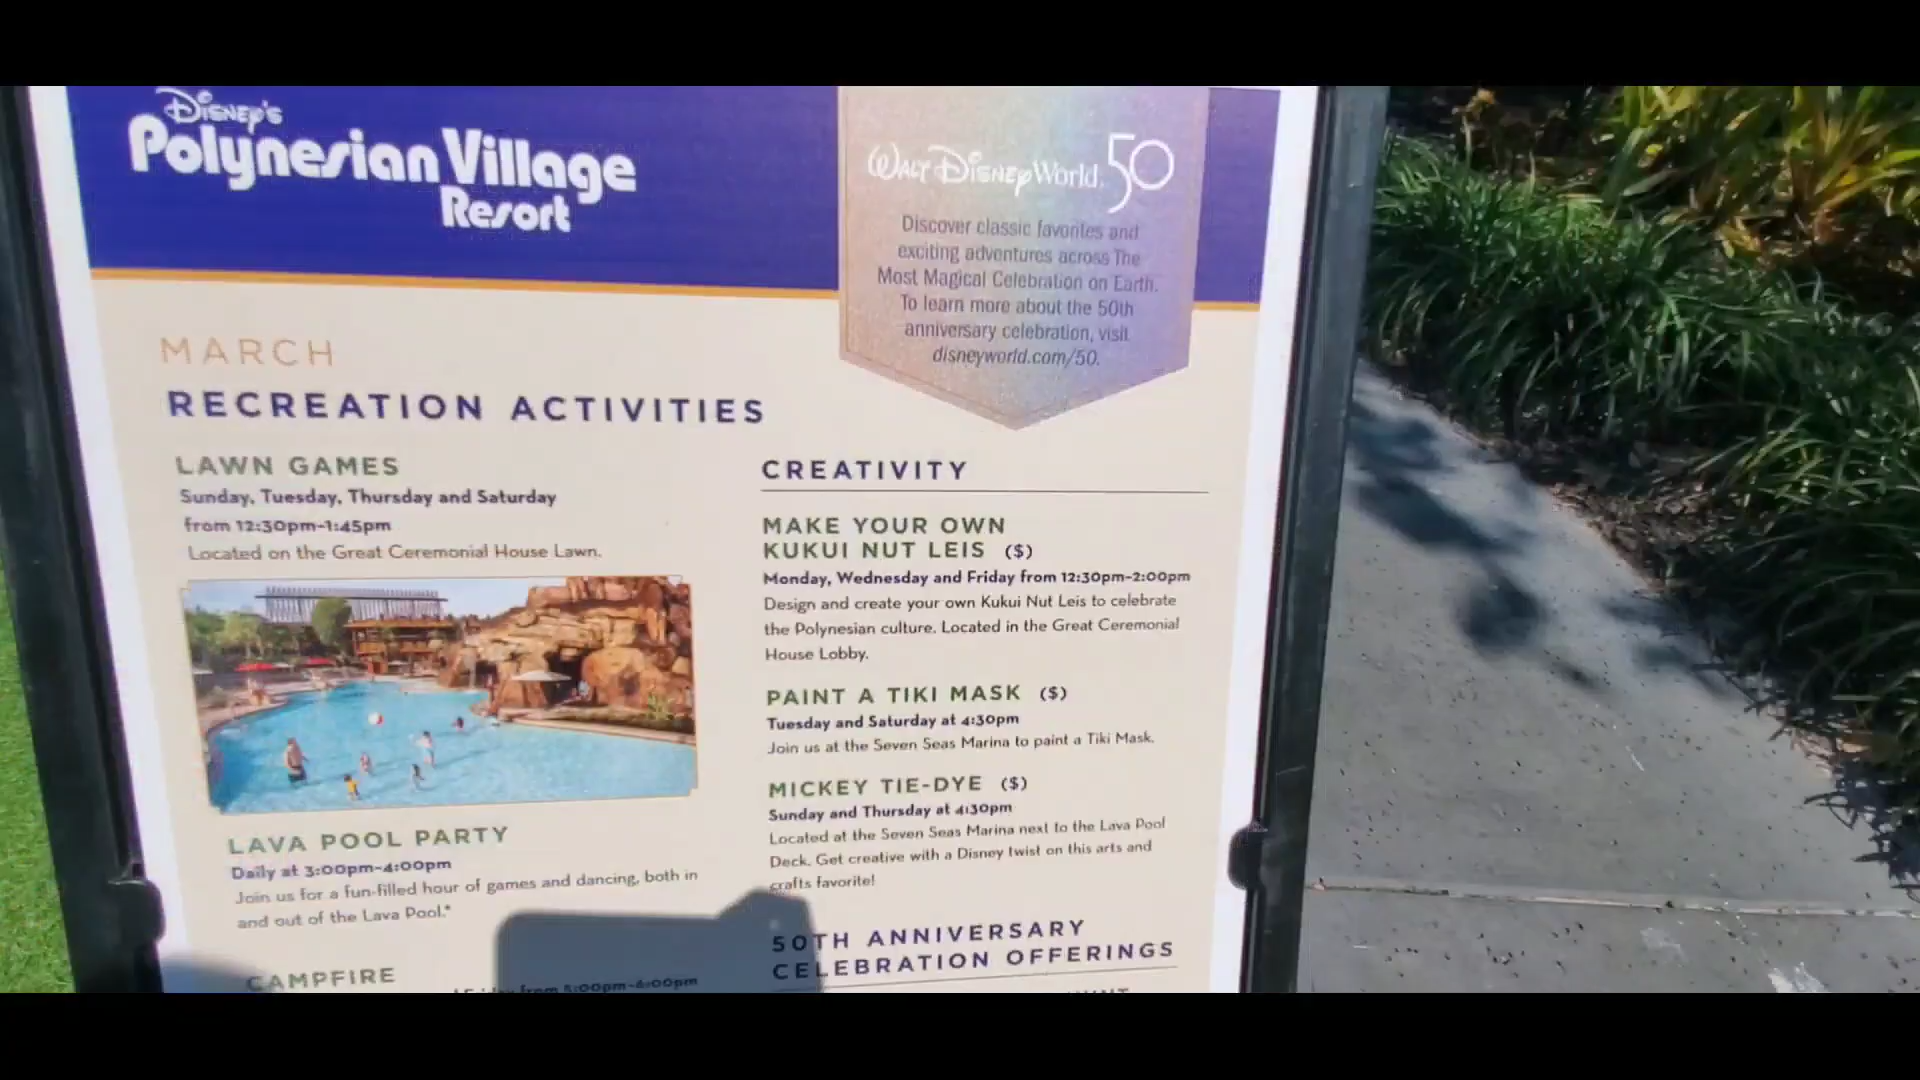 Disney's
Polynesian Village
Resort
Walt Disney World. 50
Discover classic favorites and
exciting adventures across The
Most Magical Celebration on Earth.
To learn more about the 50th
anniversary celebration, visit
disneyworld.com/50.
MARCH
RECREATION ACTIVITIES
LAWN GAMES
Sunday, Tuesday, Thursday and Saturday
from 12:30pm-1:45pm
Located on the Great Ceremonial House Lawn.
LAVA POOL PARTY
Daily at 3:00pm-4:00pm
Join us for a fun-filled hour of games and dancing, both in
and out of the Lava Pool.*
CAMPFIRE
from 5:00pm-6:00pm
CREATIVITY
MAKE YOUR OWN
KUKUI NUT LEIS ($)
Monday, Wednesday and Friday from 12:30pm-2:00pm
Design and create your own Kukui Nut Leis to celebrate
the Polynesian culture. Located in the Great Ceremonial
House Lobby.
PAINT A TIKI MASK ($)
Tuesday and Saturday at 4:30pm
Join us at the Seven Seas Marina to paint a Tiki Mask.
MICKEY TIE-DYE ($)
Sunday and Thursday at 4:30pm
Located at the Seven Seas Marina next to the Lava Pool
Deck. Get creative with a Disney twist on this arts and
crafts favorite!
50TH ANNIVERSARY
CELEBRATION OFFERINGS